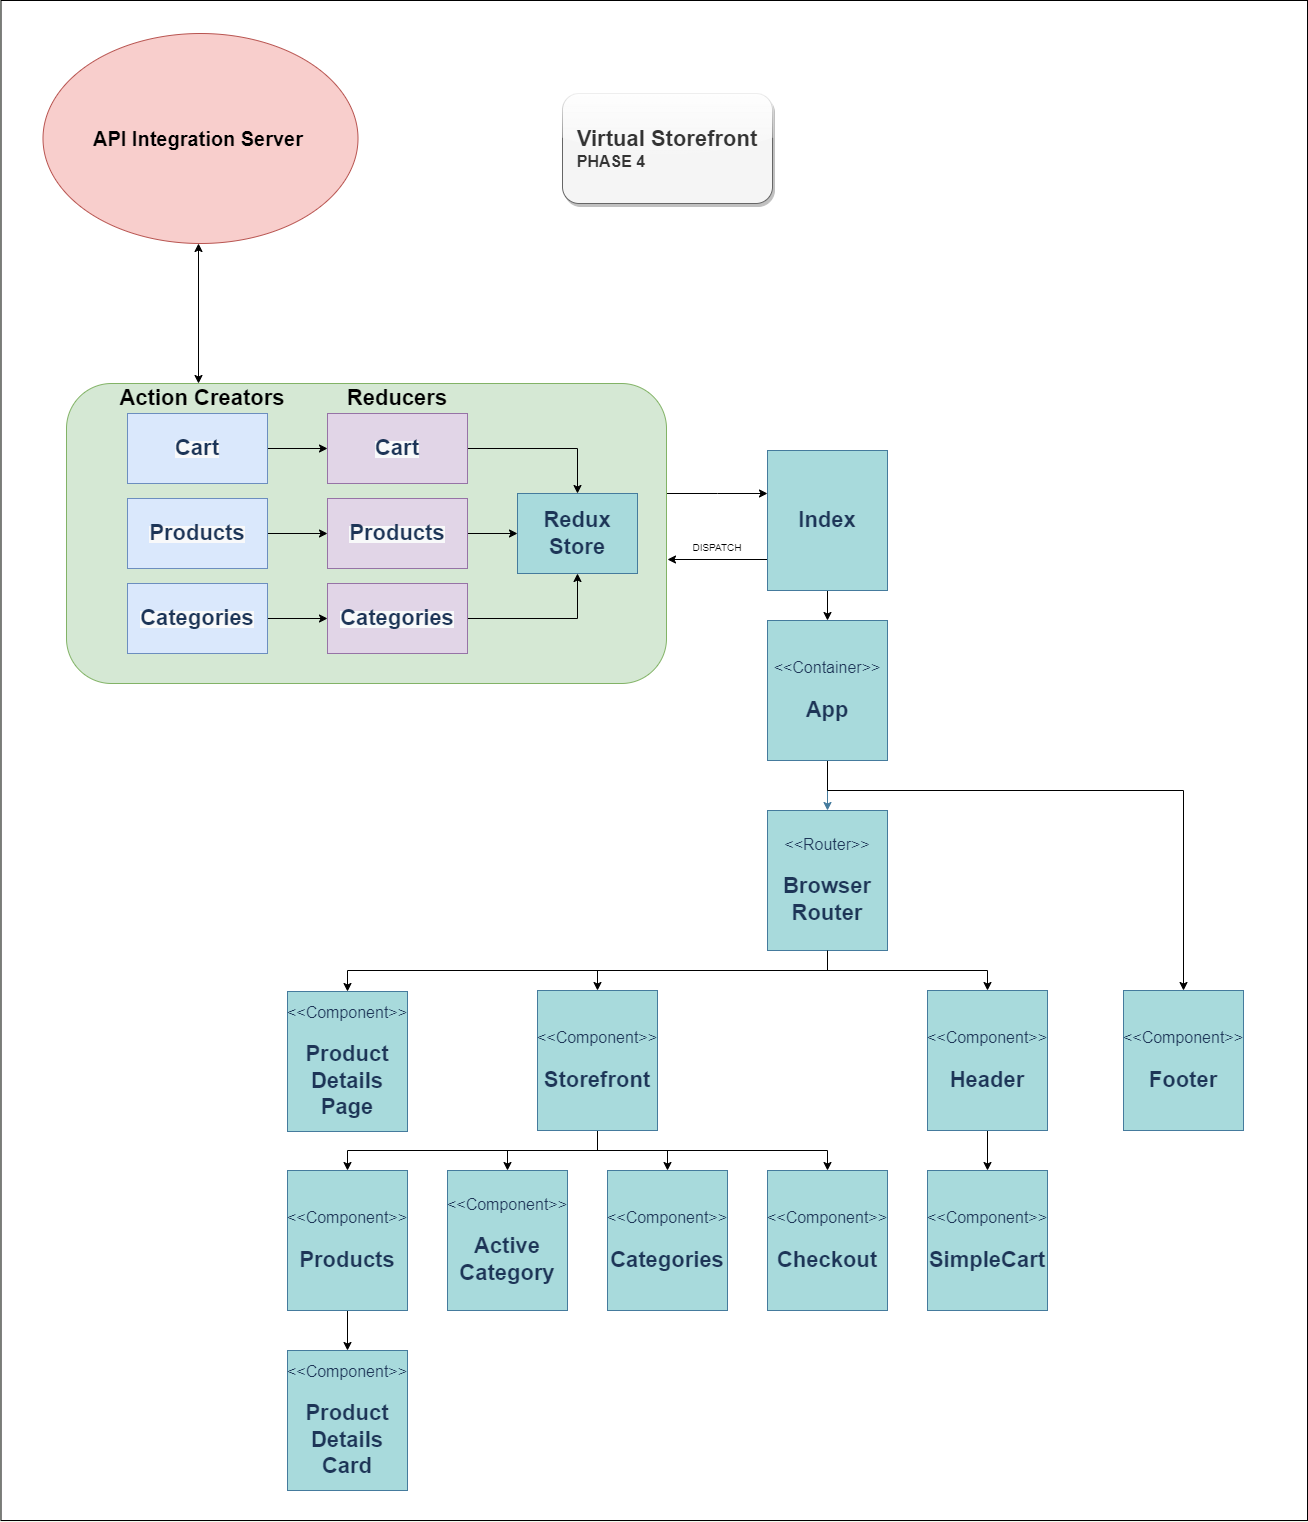 API Integration Server
Virtual Storefront
PHASE 4
Action Creators
Reducers
Cart
Cart
Products
Products
Redux
Store
Categories
Categories
Index
DISPATCH
<<Container>>
App
<<Router>>
Browser
Router
<<Component>>
Product
Details
Page
<<Component>>
Storefront
<<Component>>
Header
<<Component>>
Footer
<<Component>>
Products
<<Component>>
Active
Category
<<Component>>
Categories
<<Component>>
Checkout
<<Component>>
SimpleCart
<<Component>>
Product
Details
Card